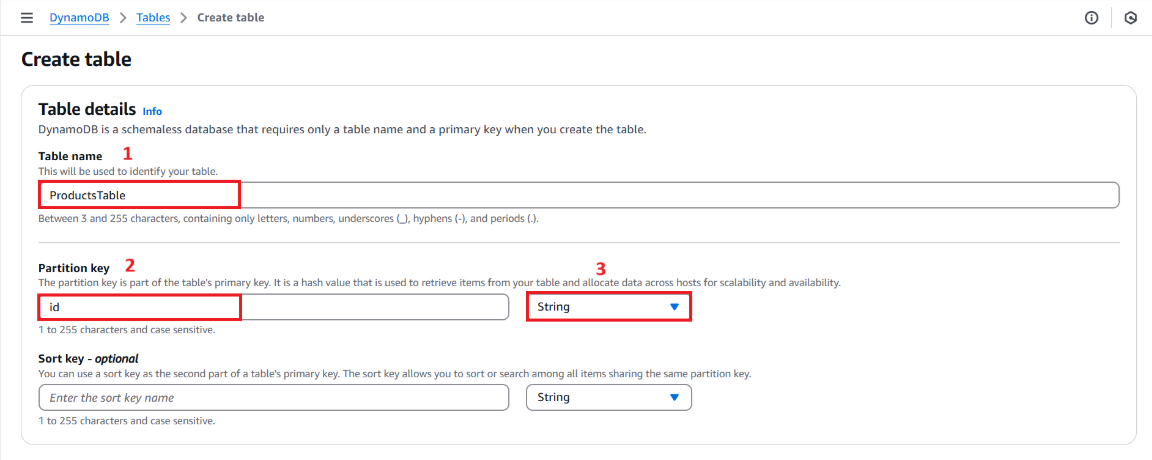 DynamoDB > Tables > Create table
Create table
Table details Info
DynamoDB is a schemaless database that requires only a table name and a primary key when you create the table.
Table name 1
This will be used to identify your table.
ProductsTable
Between 3 and 255 characters, containing only letters, numbers, underscores (_), hyphens (-), and periods (.).
Partition key 2 3
The partition key is part of the table's primary key. It is a hash value that is used to retrieve items from your table and allocate data across hosts for scalability and availability.
id String
1 to 255 characters and case sensitive.
Sort key - optional
You can use a sort key as the second part of a table's primary key. The sort key allows you to sort or search among all items sharing the same partition key.
Enter the sort key name String
1 to 255 characters and case sensitive.